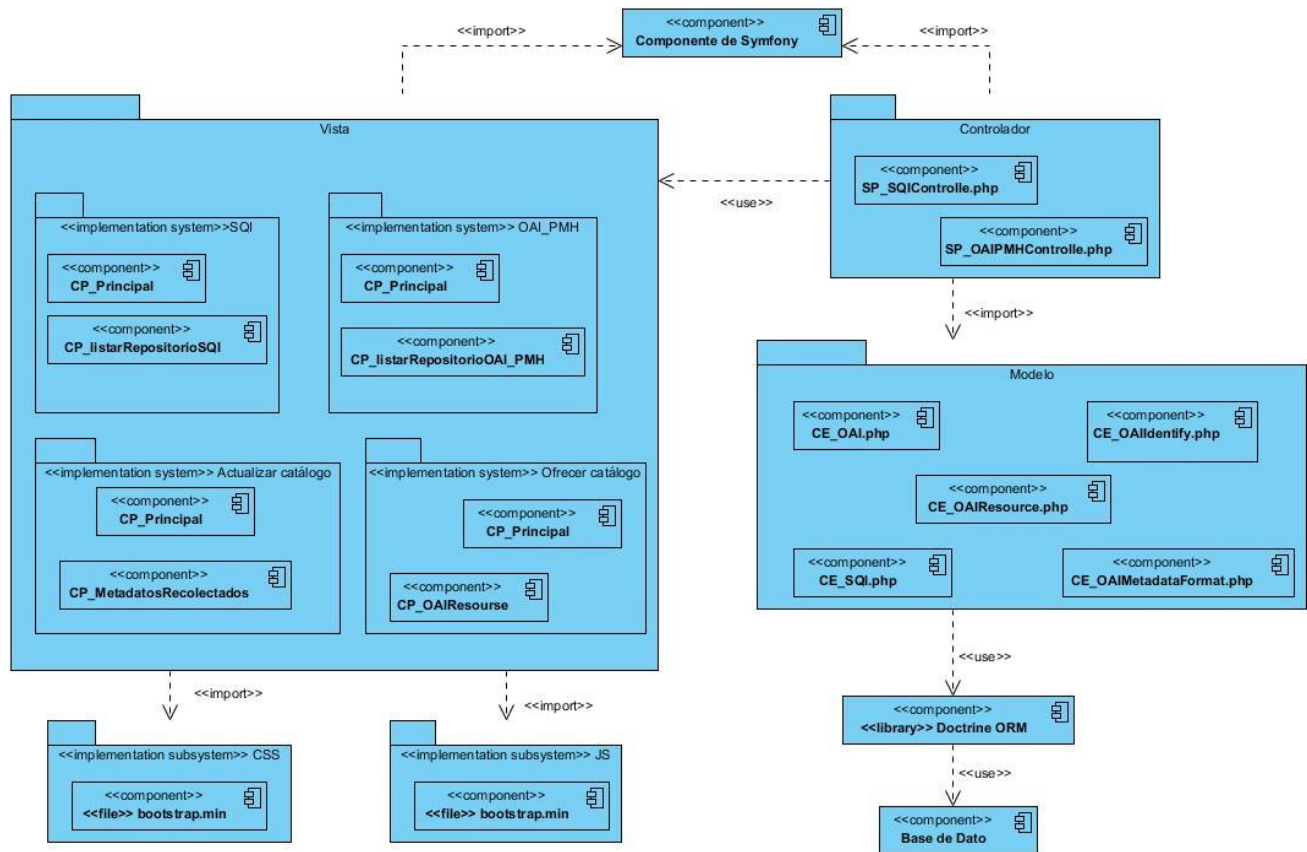 <<component>>
Componente de Symfony
<<import>>
<<import>>
Vista
Controlador
<<component>>
SP_SQIControlle.php
<<component>>
SP_OAIPMHControlle.php
<<use>>
<<implementation system>>SQI
<<component>>
CP_Principal
<<component>>
CP_listarRepositorioSQI
<<implementation system>> OAI_PMH
<<component>>
CP_Principal
<<component>>
CP_listarRepositorioOAI_PMH
<<import>>
Modelo
<<component>>
CE_OAI.php
<<component>>
CE_OAIIdentify.php
<<component>>
CE_OAIResource.php
<<component>>
CE_SQI.php
<<component>>
CE_OAIMetadataFormat.php
<<implementation system>> Actualizar catálogo
<<component>>
CP_Principal
<<component>>
CP_MetadatosRecolectados
<<implementation system>> Ofrecer catálogo
<<component>>
CP_Principal
<<component>>
CP_OAIResourse
<<use>>
<<import>>
<<import>>
<<component>>
<<library>> Doctrine ORM
<<implementation subsystem>> CSS
<<component>>
<<file>> bootstrap.min
<<implementation subsystem>> JS
<<component>>
<<file>> bootstrap.min
<<use>>
<<component>>
Base de Dato